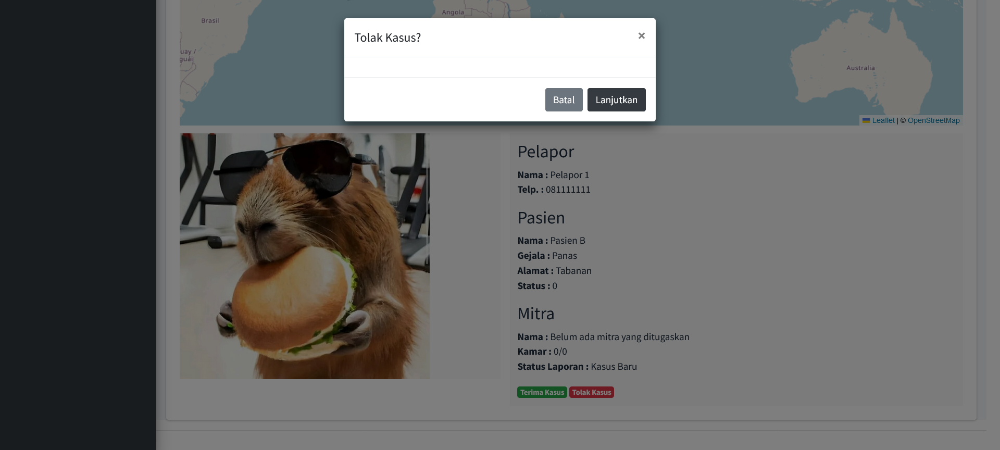 Angola
Brasil
Tolak Kasus?
×
uay /
guái
Australia
Batal
Lanjutkan
Leaflet | © OpenStreetMap
Pelapor
Nama : Pelapor 1
Telp. : 081111111
Pasien
Nama : Pasien B
Gejala : Panas
Alamat : Tabanan
Status : 0
Mitra
Nama : Belum ada mitra yang ditugaskan
Kamar : 0/0
Status Laporan : Kasus Baru
Terima Kasus
Tolak Kasus